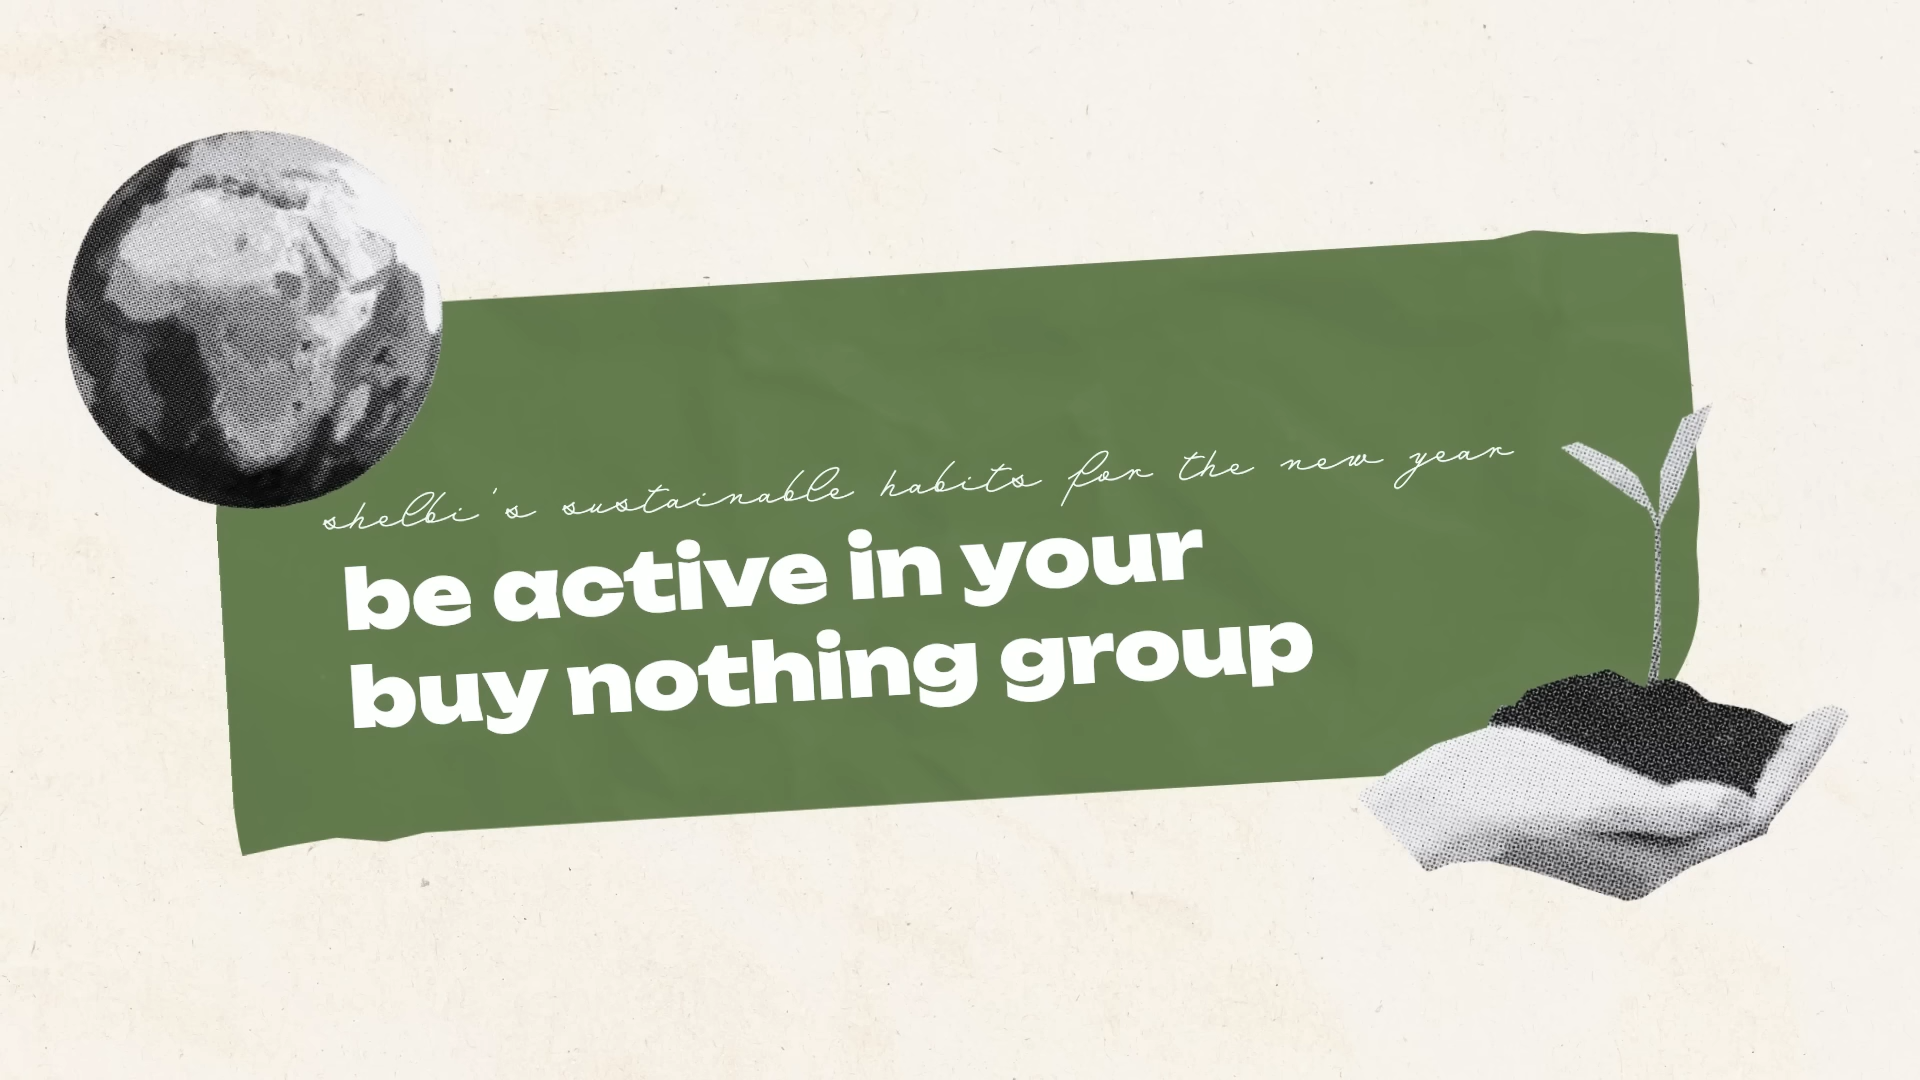 shelbi's sustainable habits for the new year
be active in your
buy nothing group